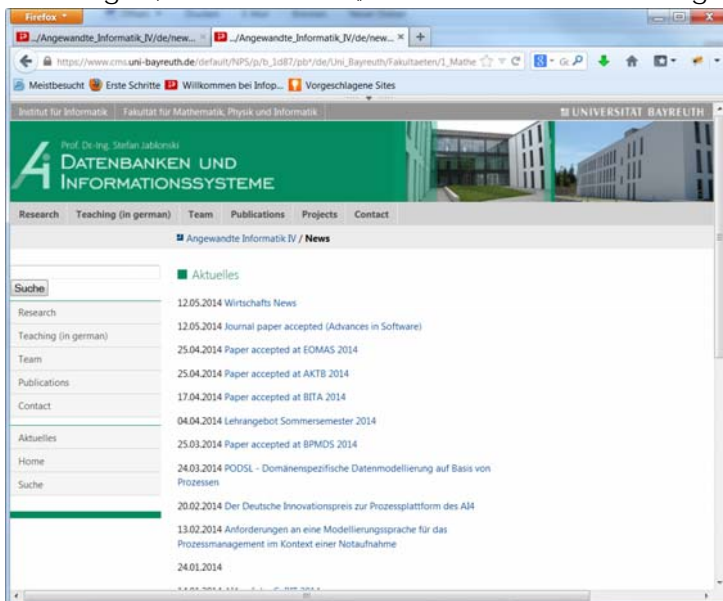 Firefox
../Angewandte_Informatik_IV/de/new...
../Angewandte_Informatik_IV/de/new...
https://www.cms.uni-bayreuth.de/default/NPS/p/b_1d87/pb*/de/Uni_Bayreuth/Fakultaeten/1_Mathe
Meistbesucht Erste Schritte Willkommen bei Infop... Vorgeschlagene Sites
Institut für Informatik Fakultät für Mathematik, Physik und Informatik UNIVERSITÄT BAYREUTH
Prof. Dr.-Ing. Stefan Jablonski
DATENBANKEN UND
INFORMATIONSSYSTEME
Research Teaching (in german) Team Publications Projects Contact
Angewandte Informatik IV / News
Suche
Research
Teaching (in german)
Team
Publications
Contact
Aktuelles
Home
Suche
Aktuelles
12.05.2014 Wirtschafts News
12.05.2014 Journal paper accepted (Advances in Software)
25.04.2014 Paper accepted at EOMAS 2014
25.04.2014 Paper accepted at AKTB 2014
17.04.2014 Paper accepted at BITA 2014
04.04.2014 Lehrangebot Sommersemester 2014
25.03.2014 Paper accepted at BPMDS 2014
24.03.2014 PODSL - Domänenspezifische Datenmodellierung auf Basis von
Prozessen
20.02.2014 Der Deutsche Innovationspreis zur Prozessplattform des AI4
13.02.2014 Anforderungen an eine Modellierungssprache für das
Prozessmanagement im Kontext einer Notaufnahme
24.01.2014